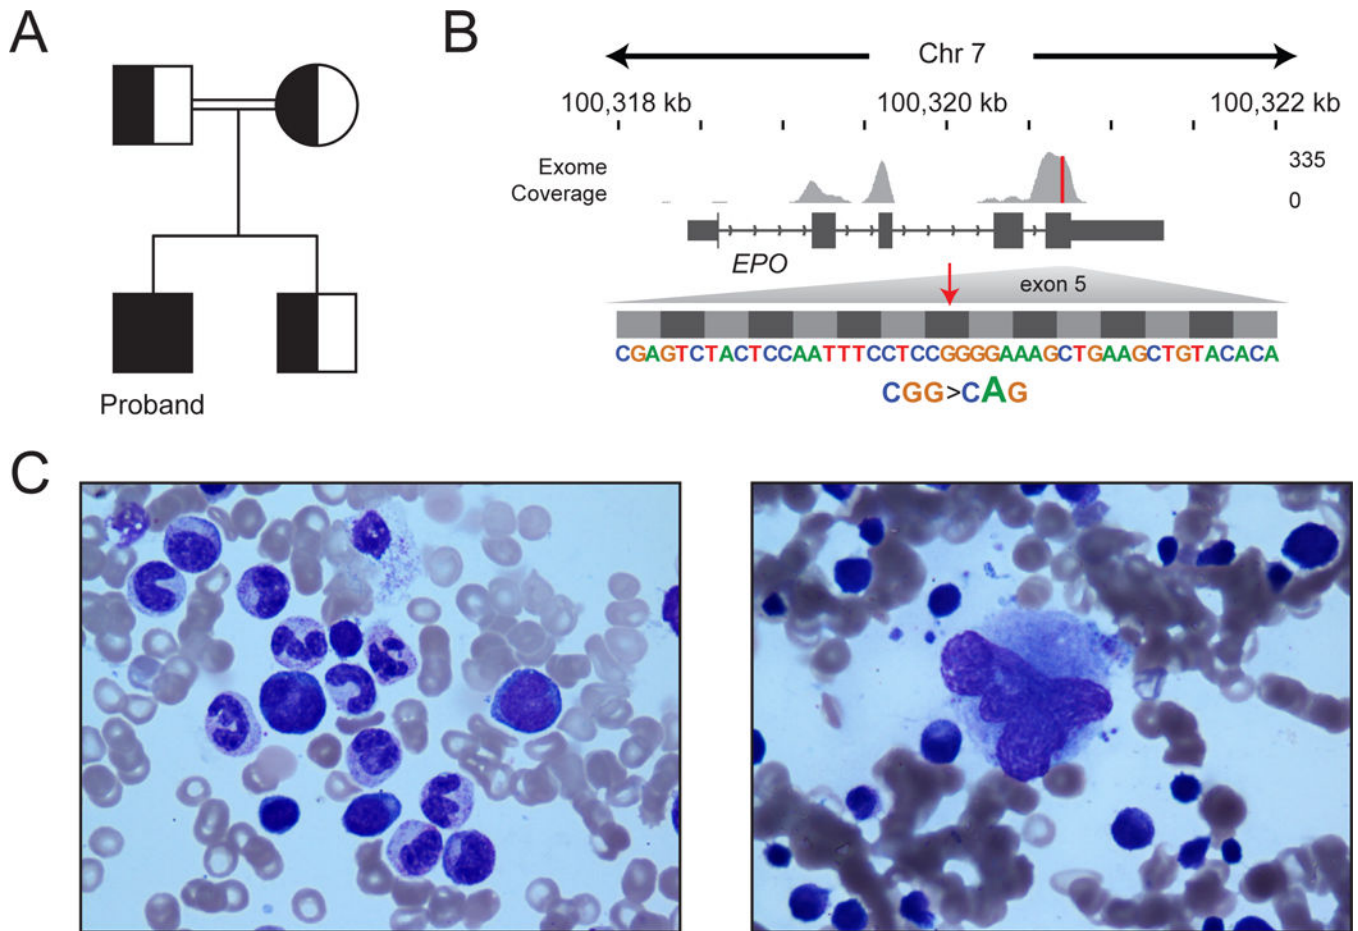 A
Proband
B
Chr 7
100,318 kb 100,320 kb 100,322 kb
Exome
Coverage
335
0
EPO
exon 5
CGAGTCTACTCCAATTTCCTCCGGGGAAAGCTGAAGCTGTACACA
CGG>CAG
C